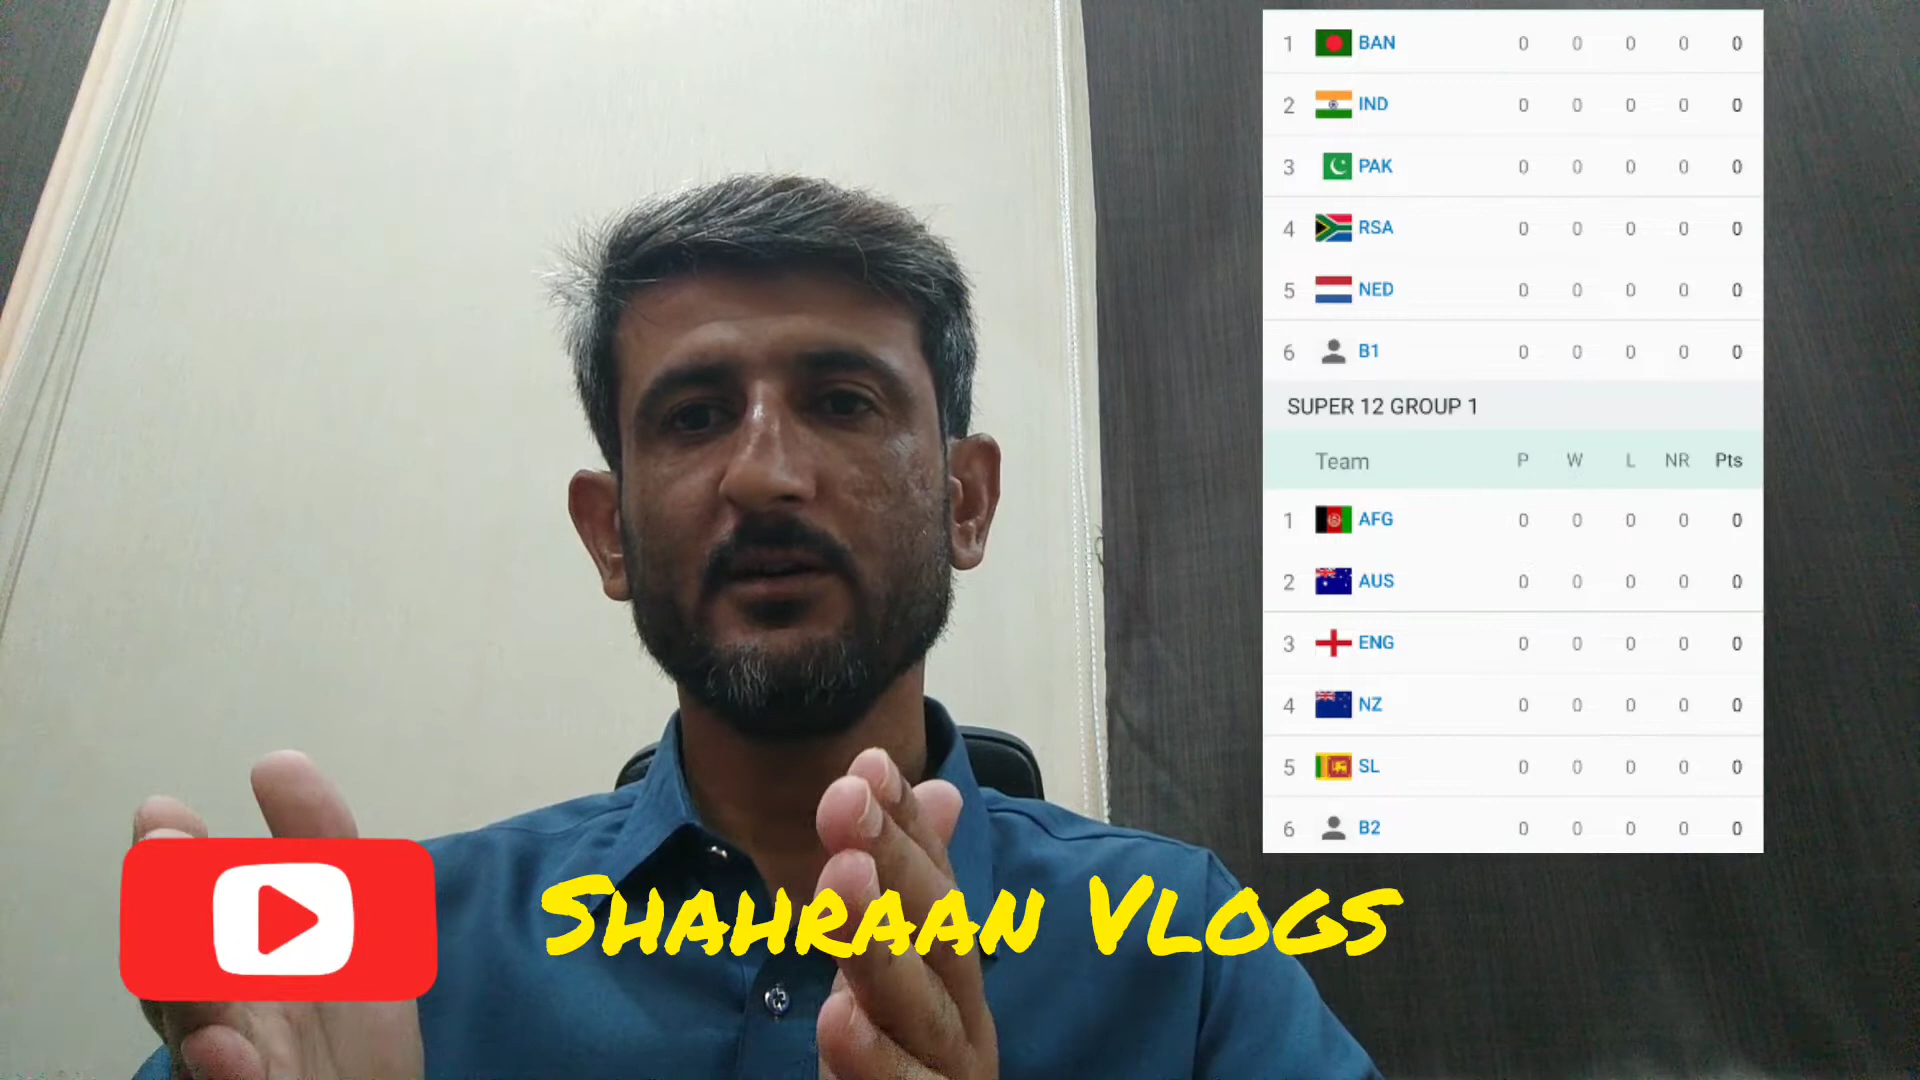 1 BAN 0 0 0 0 0
2 IND 0 0 0 0 0
3 PAK 0 0 0 0 0
4 RSA 0 0 0 0 0
5 NED 0 0 0 0 0
6 B1 0 0 0 0 0
SUPER 12 GROUP 1
Team P W L NR Pts
1 AFG 0 0 0 0 0
2 AUS 0 0 0 0 0
3 ENG 0 0 0 0 0
4 NZ 0 0 0 0 0
5 SL 0 0 0 0 0
6 B2 0 0 0 0 0
SHAHRAAN VLOGS